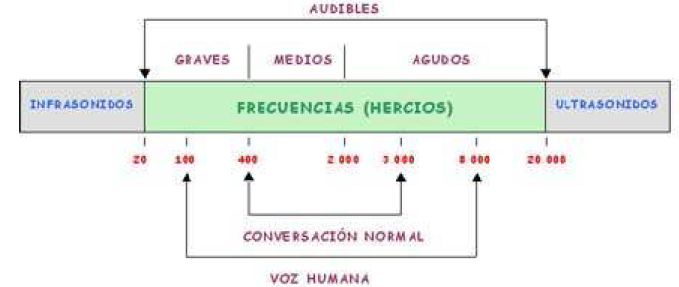 AUDIBLES
GRAVES MEDIOS AGUDOS
INFRASONIDOS FRECUENCIAS (HERCIOS) ULTRASONIDOS
20 100 400 2 000 3 000 8 000 20 000
CONVERSACIÓN NORMAL
VOZ HUMANA